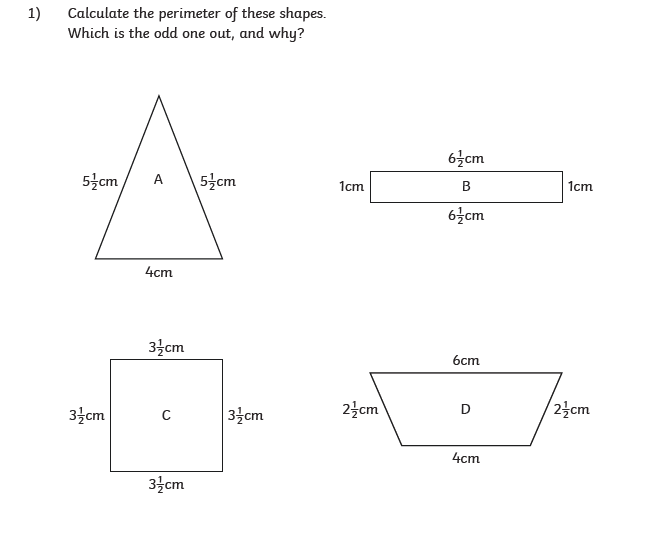 1) Calculate the perimeter of these shapes.
Which is the odd one out, and why?
5½cm A 5½cm
4cm
6½cm
1cm B 1cm
6½cm
3½cm
3½cm C 3½cm
3½cm
6cm
2½cm D 2½cm
4cm